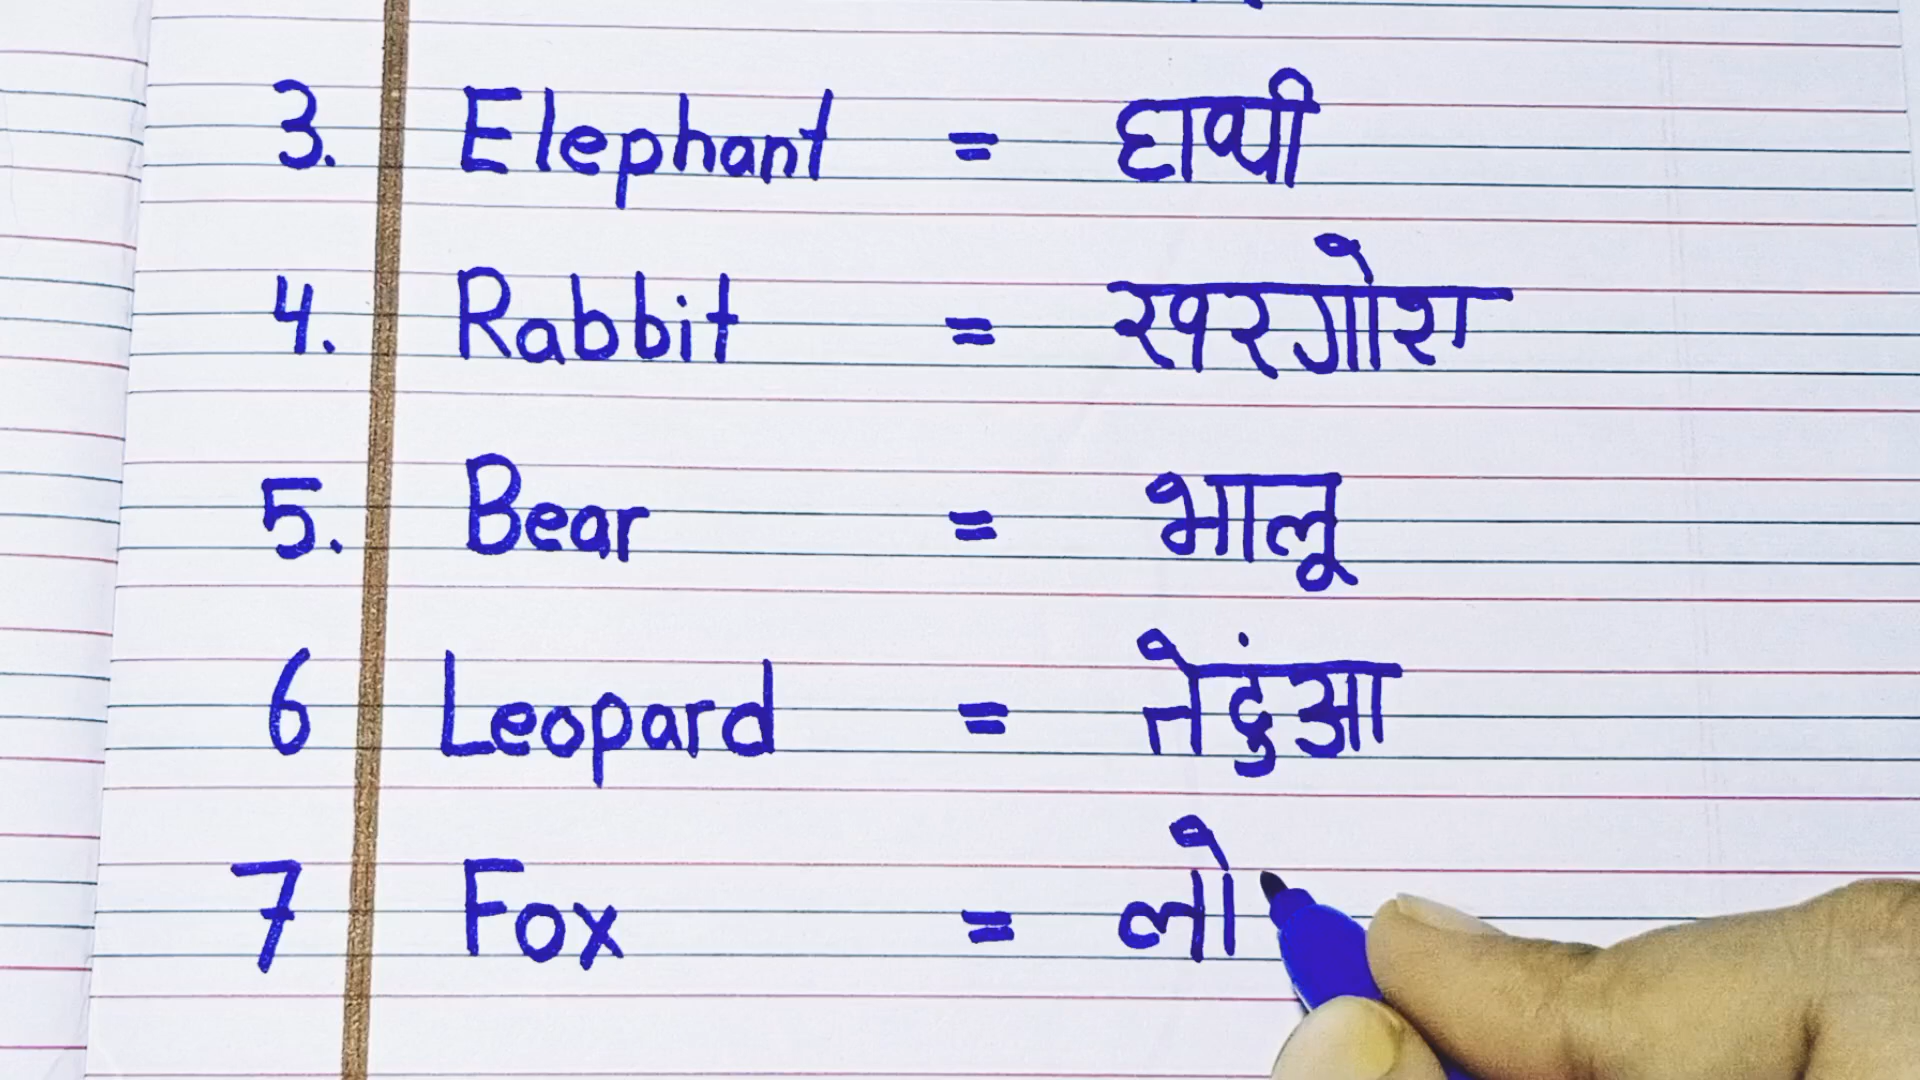 3. Elephant = हाथी
4. Rabbit = खरगोश
5. Bear = भालू
6 Leopard = तेदुंआ
7 Fox = लो